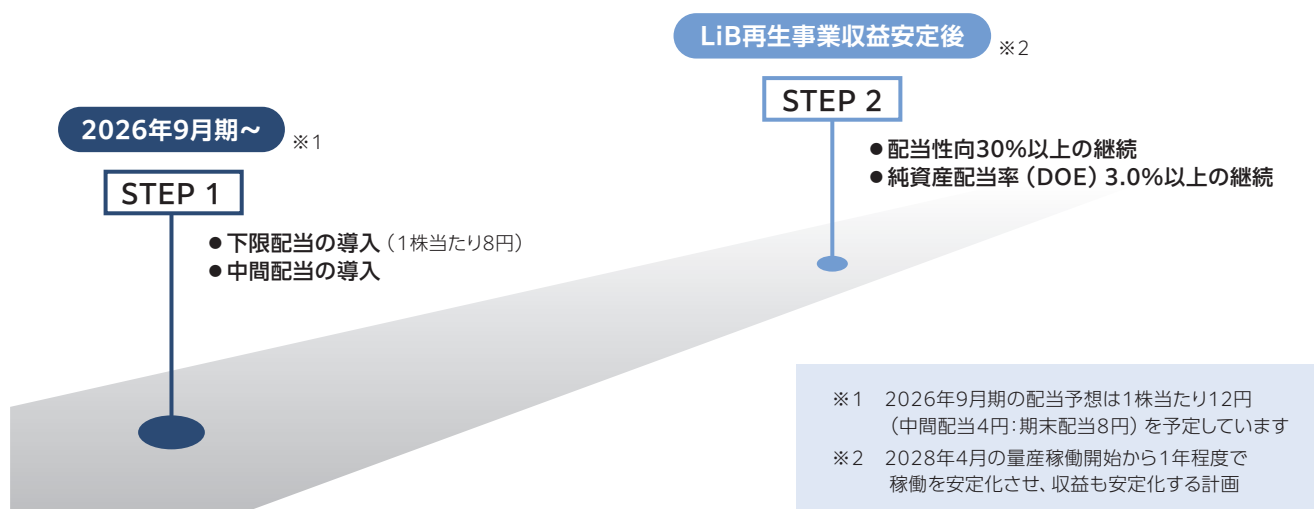 2026年9月期～ ※1
STEP 1
●下限配当の導入（1株当たり8円）
●中間配当の導入
LiB再生事業収益安定後 ※2
STEP 2
●配当性向30%以上の継続
●純資産配当率（DOE）3.0%以上の継続
※1 2026年9月期の配当予想は1株当たり12円
（中間配当4円：期末配当8円）を予定しています
※2 2028年4月の量産稼働開始から1年程度で
稼働を安定化させ、収益も安定化する計画